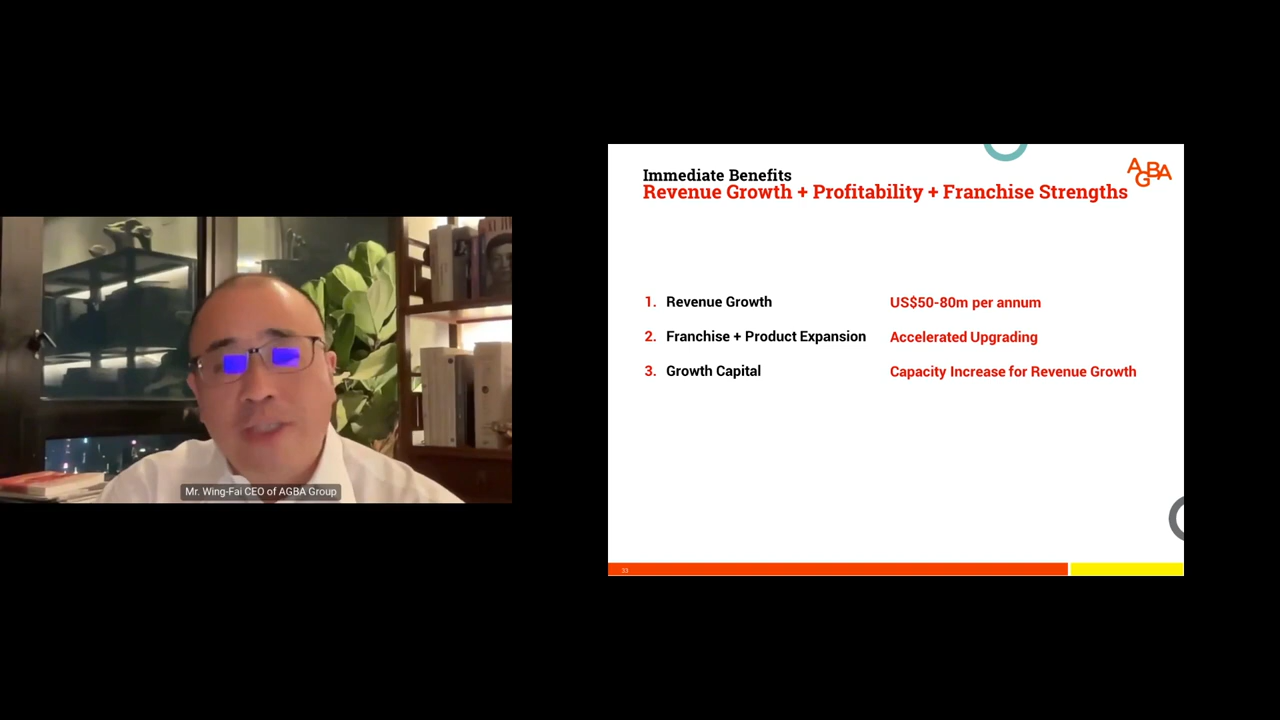 Mr. Wing-Fai CEO of AGBA Group
AGBA
Immediate Benefits
Revenue Growth + Profitability + Franchise Strengths
1. Revenue Growth US$50-80m per annum
2. Franchise + Product Expansion Accelerated Upgrading
3. Growth Capital Capacity Increase for Revenue Growth
33